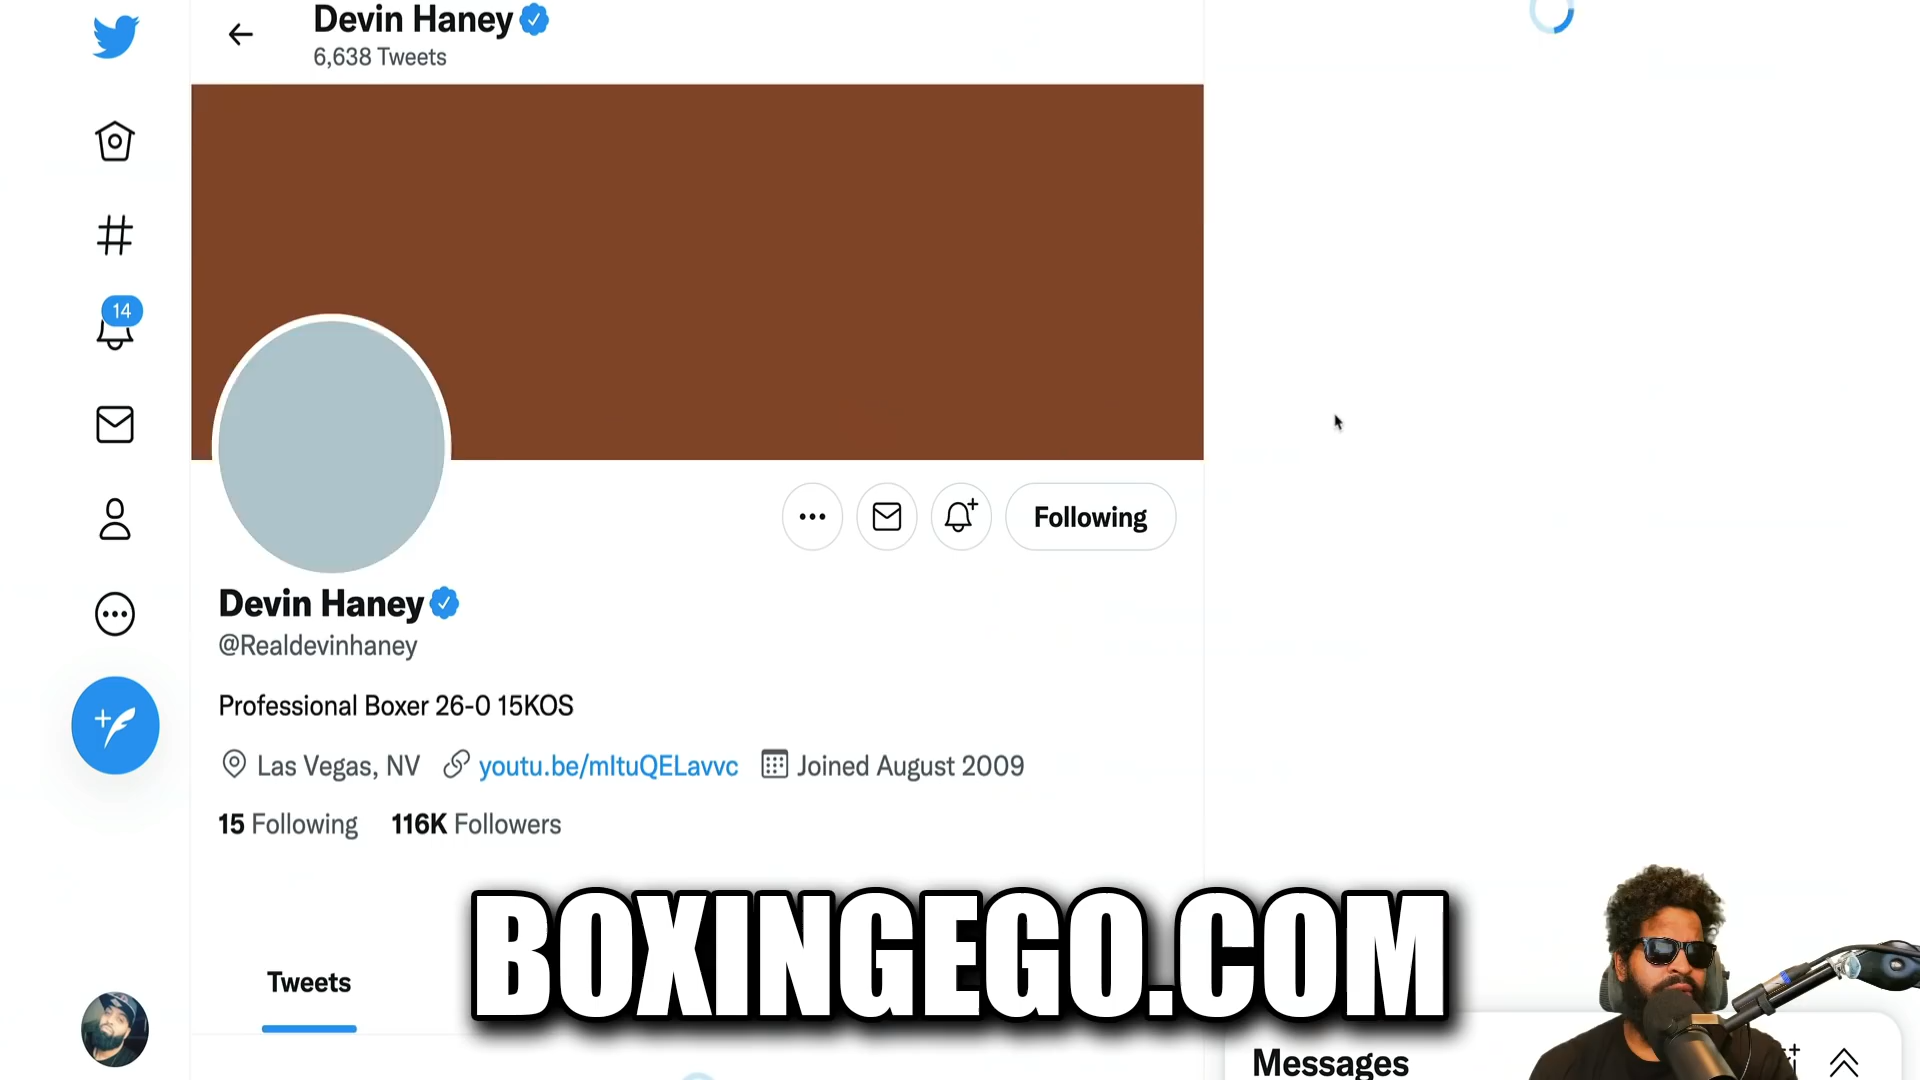 Devin Haney
6,638 Tweets
14
Following
Devin Haney
@Realdevinhaney
Professional Boxer 26-0 15KOS
Las Vegas, NV youtu.be/mItuQELavvc Joined August 2009
15 Following 116K Followers
BOXINGEGO.COM
Tweets
Messages